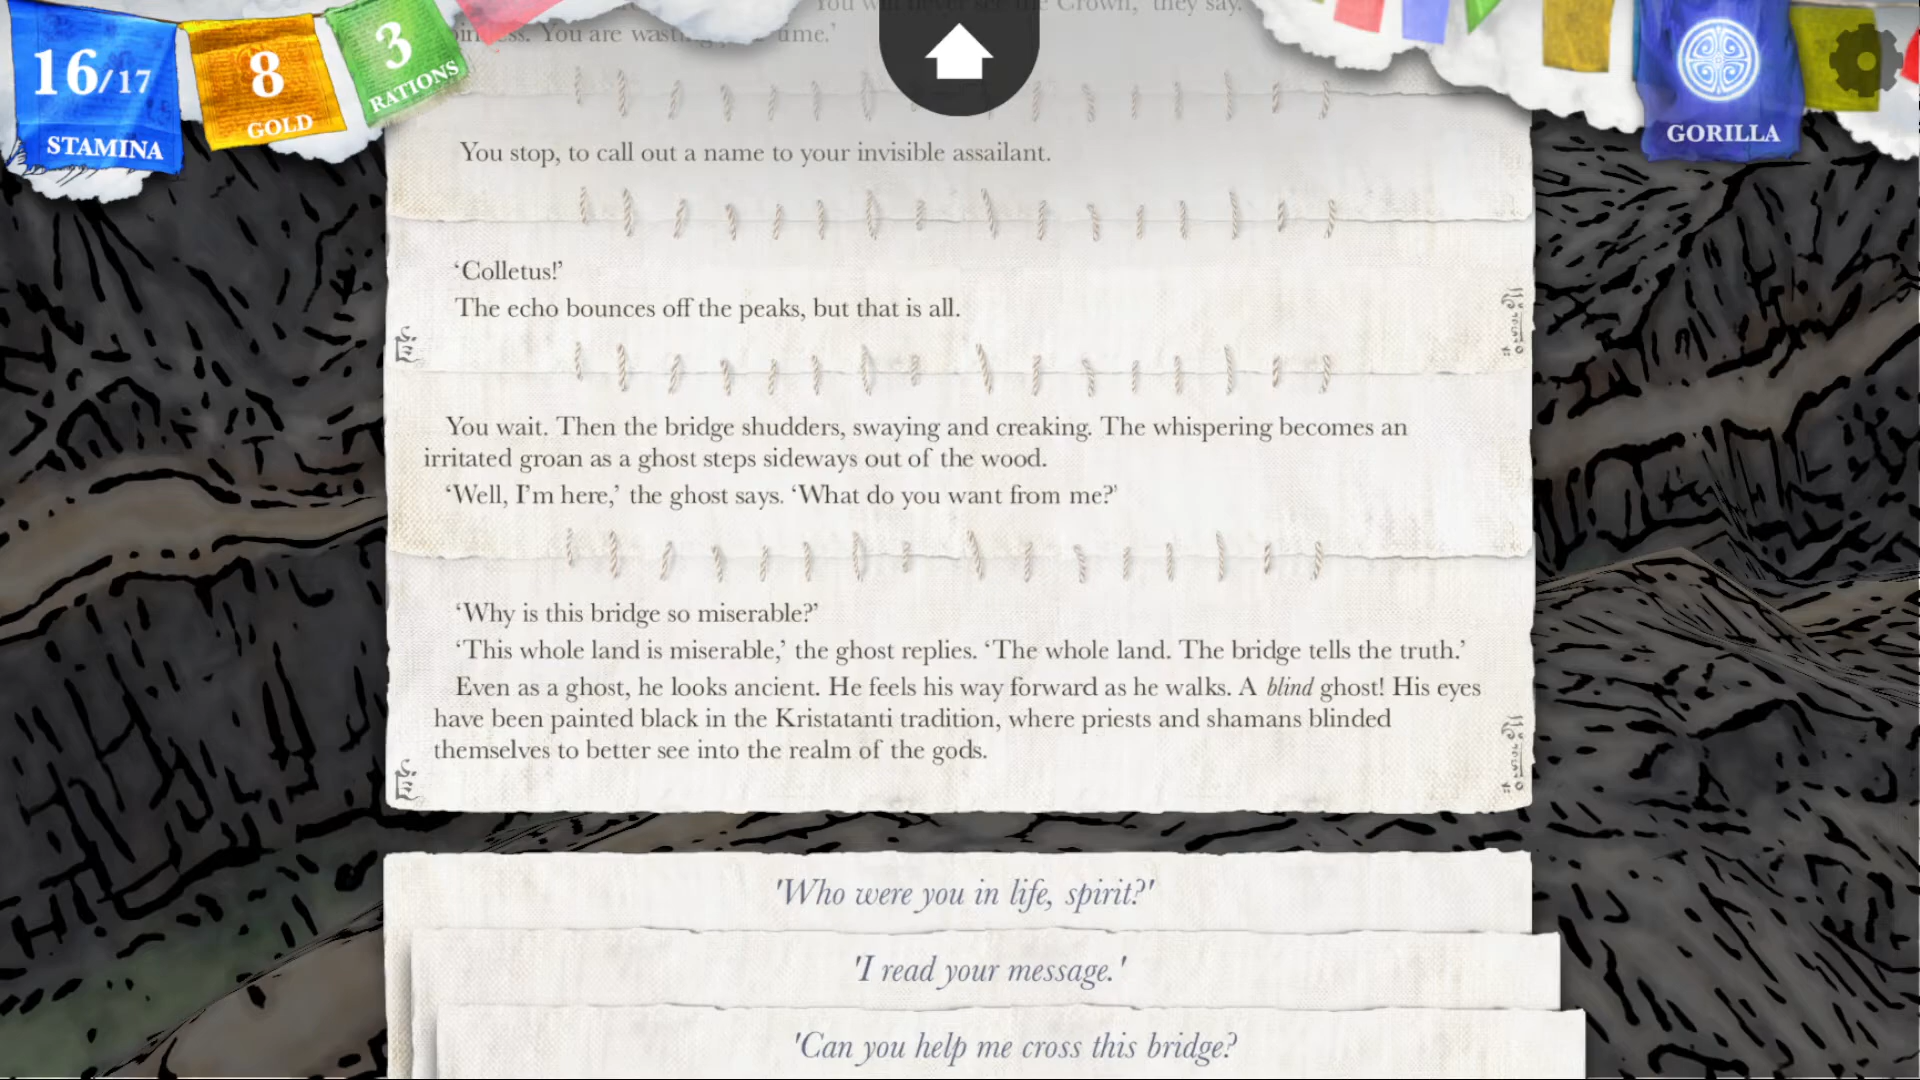 16/17
STAMINA
8
GOLD
3
RATIONS
GORILLA
Crown,' they say.
You are wast
time.'
You stop, to call out a name to your invisible assailant.
‘Colletus!’
The echo bounces off the peaks, but that is all.
You wait. Then the bridge shudders, swaying and creaking. The whispering becomes an
irritated groan as a ghost steps sideways out of the wood.
‘Well, I’m here,’ the ghost says. ‘What do you want from me?'
‘Why is this bridge so miserable?’
‘This whole land is miserable,’ the ghost replies. ‘The whole land. The bridge tells the truth.’
Even as a ghost, he looks ancient. He feels his way forward as he walks. A blind ghost! His eyes
have been painted black in the Kristatanti tradition, where priests and shamans blinded
themselves to better see into the realm of the gods.
'Who were you in life, spirit?'
'I read your message.'
'Can you help me cross this bridge?